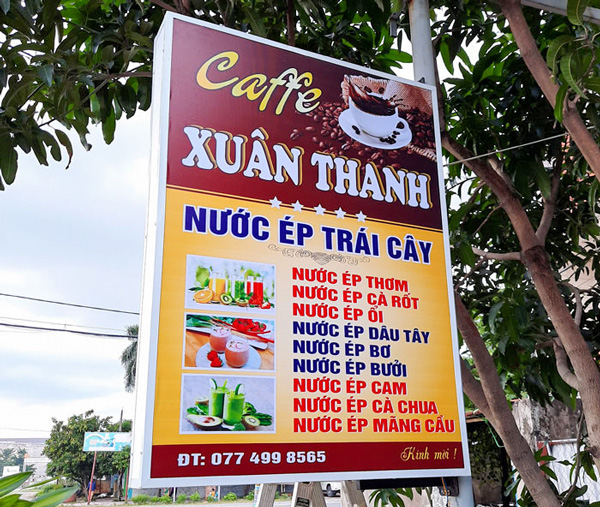 Caffe
XUÂN THANH
NƯỚC ÉP TRÁI CÂY
NƯỚC ÉP THƠM
NƯỚC ÉP CÀ RỐT
NƯỚC ÉP ỔI
NƯỚC ÉP DÂU TÂY
NƯỚC ÉP BƠ
NƯỚC ÉP BƯỞI
NƯỚC ÉP CAM
NƯỚC ÉP CÀ CHUA
NƯỚC ÉP MÃNG CẦU
ĐT: 077 499 8565
Kính mời !